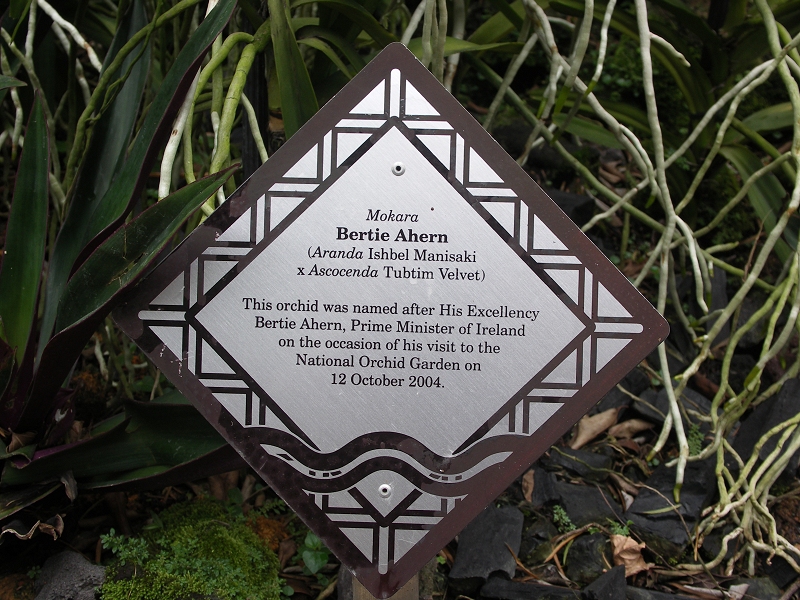 Mokara
Bertie Ahern
(Aranda Ishbel Manisaki
x Ascocenda Tubtim Velvet)
This orchid was named after His Excellency
Bertie Ahern, Prime Minister of Ireland
on the occasion of his visit to the
National Orchid Garden on
12 October 2004.